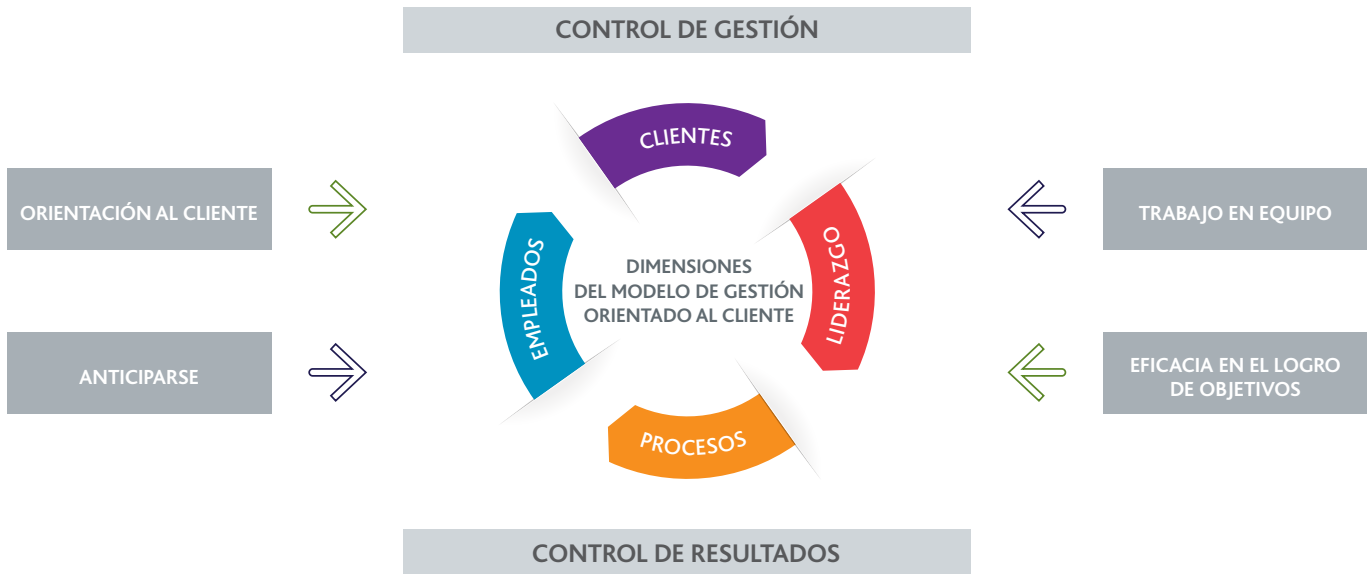 CONTROL DE GESTIÓN
CLIENTES
ORIENTACIÓN AL CLIENTE
TRABAJO EN EQUIPO
EMPLEADOS
DIMENSIONES
DEL MODELO DE GESTIÓN
ORIENTADO AL CLIENTE
LIDERAZGO
ANTICIPARSE
EFICACIA EN EL LOGRO
DE OBJETIVOS
PROCESOS
CONTROL DE RESULTADOS